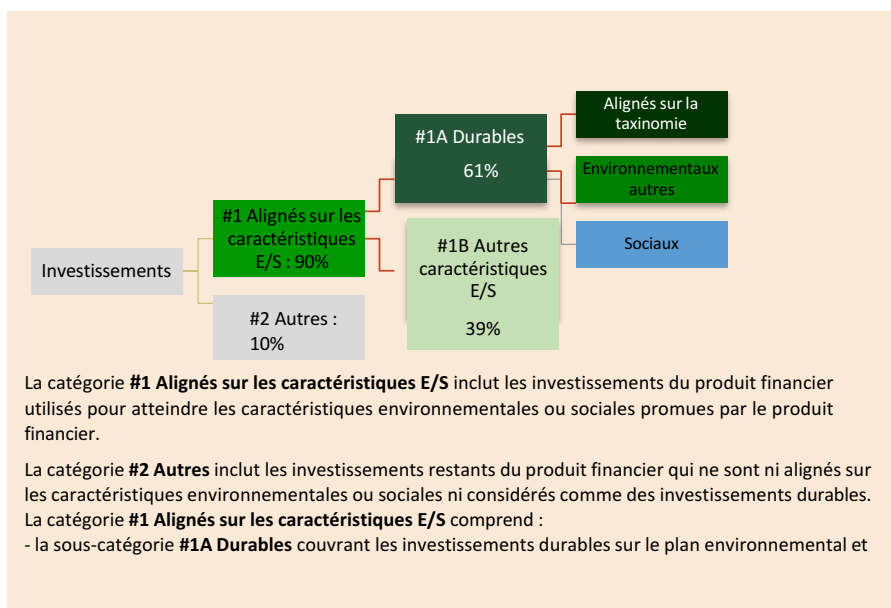 Alignés sur la
taxinomie
#1A Durables
61%
Environnementaux
autres
#1 Alignés sur les
caractéristiques
E/S : 90%
Sociaux
#1B Autres
caractéristiques
E/S
39%
Investissements
#2 Autres :
10%
La catégorie #1 Alignés sur les caractéristiques E/S inclut les investissements du produit financier
utilisés pour atteindre les caractéristiques environnementales ou sociales promues par le produit
financier.
La catégorie #2 Autres inclut les investissements restants du produit financier qui ne sont ni alignés sur
les caractéristiques environnementales ou sociales ni considérés comme des investissements durables.
La catégorie #1 Alignés sur les caractéristiques E/S comprend :
- la sous-catégorie #1A Durables couvrant les investissements durables sur le plan environnemental et